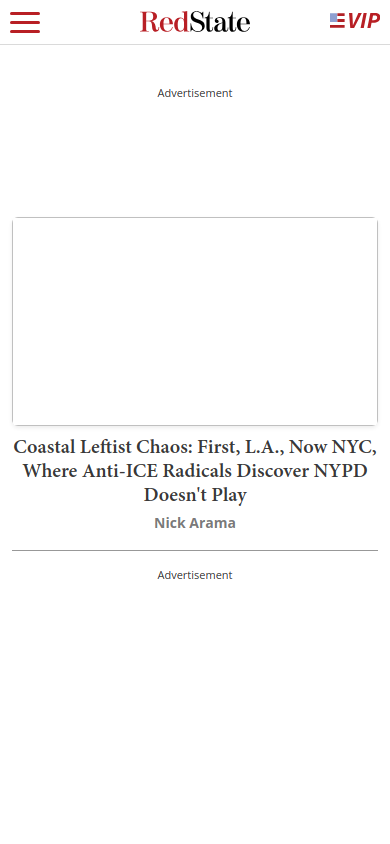 RedState
VIP
Advertisement
Coastal Leftist Chaos: First, L.A., Now NYC,
Where Anti-ICE Radicals Discover NYPD
Doesn't Play
Nick Arama
Advertisement